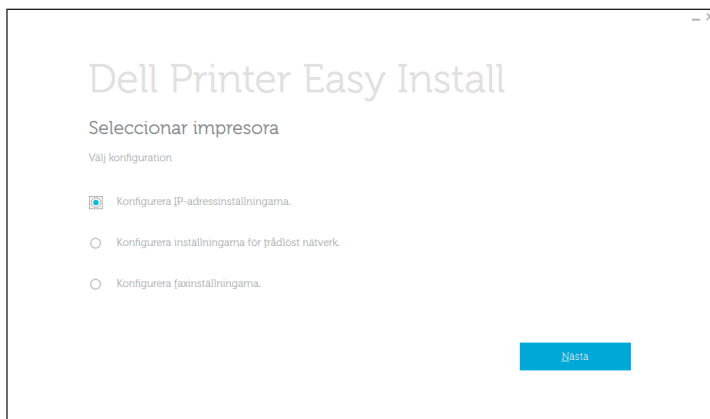 Dell Printer Easy Install
Seleccionar impresora
Välj konfiguration
Konfigurera IP-adressinställningarna.
Konfigurera inställningarna för trådlöst nätverk.
Konfigurera faxinställningarna.
Nästa